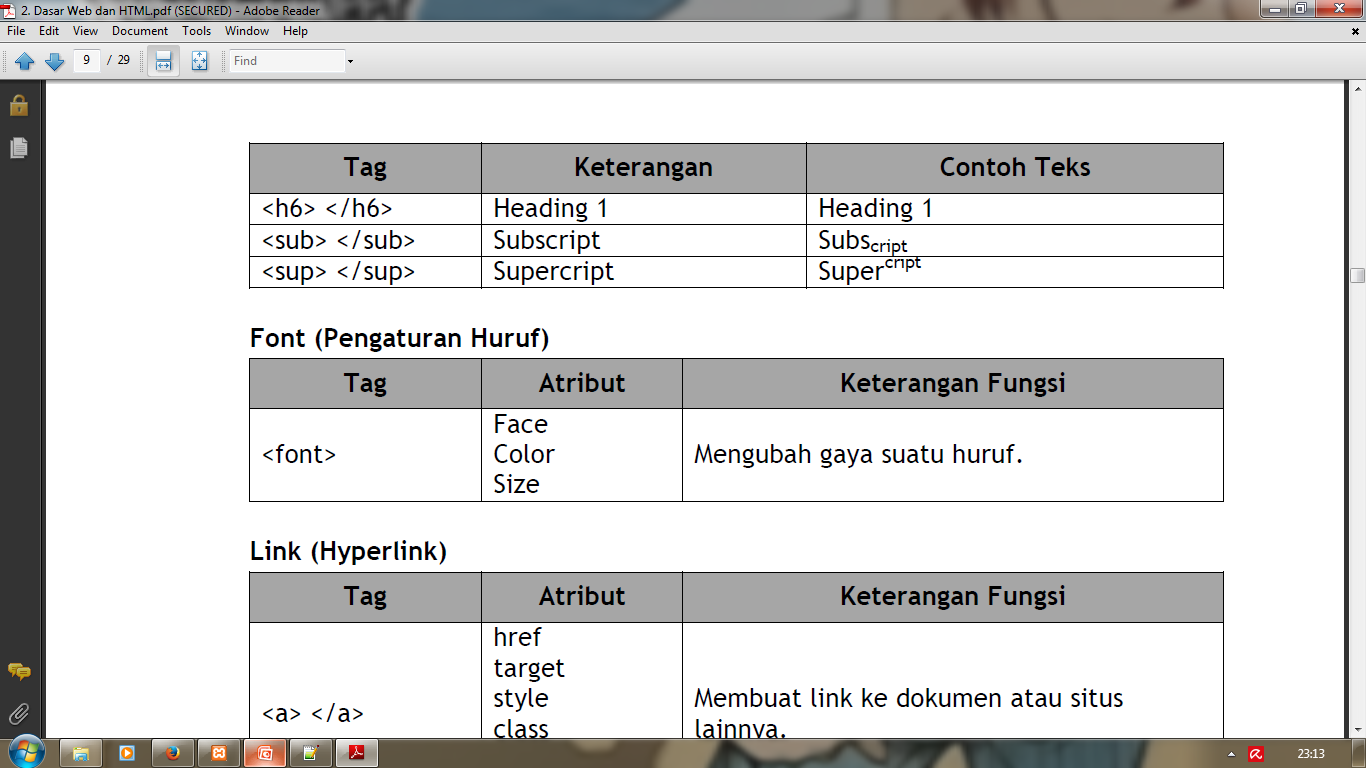 2. Dasar Web dan HTML.pdf (SECURED) - Adobe Reader
File Edit View Document Tools Window Help
9 / 29 Find
Tag Keterangan Contoh Teks
<h6> </h6> Heading 1 Heading 1
<sub> </sub> Subscript Subscript
<sup> </sup> Supercript Supercript
Font (Pengaturan Huruf)
Tag Atribut Keterangan Fungsi
Face
Color
Size
<font> Mengubah gaya suatu huruf.
Link (Hyperlink)
Tag Atribut Keterangan Fungsi
href
target
style
class
<a> </a> Membuat link ke dokumen atau situs
lainnya.
23:13